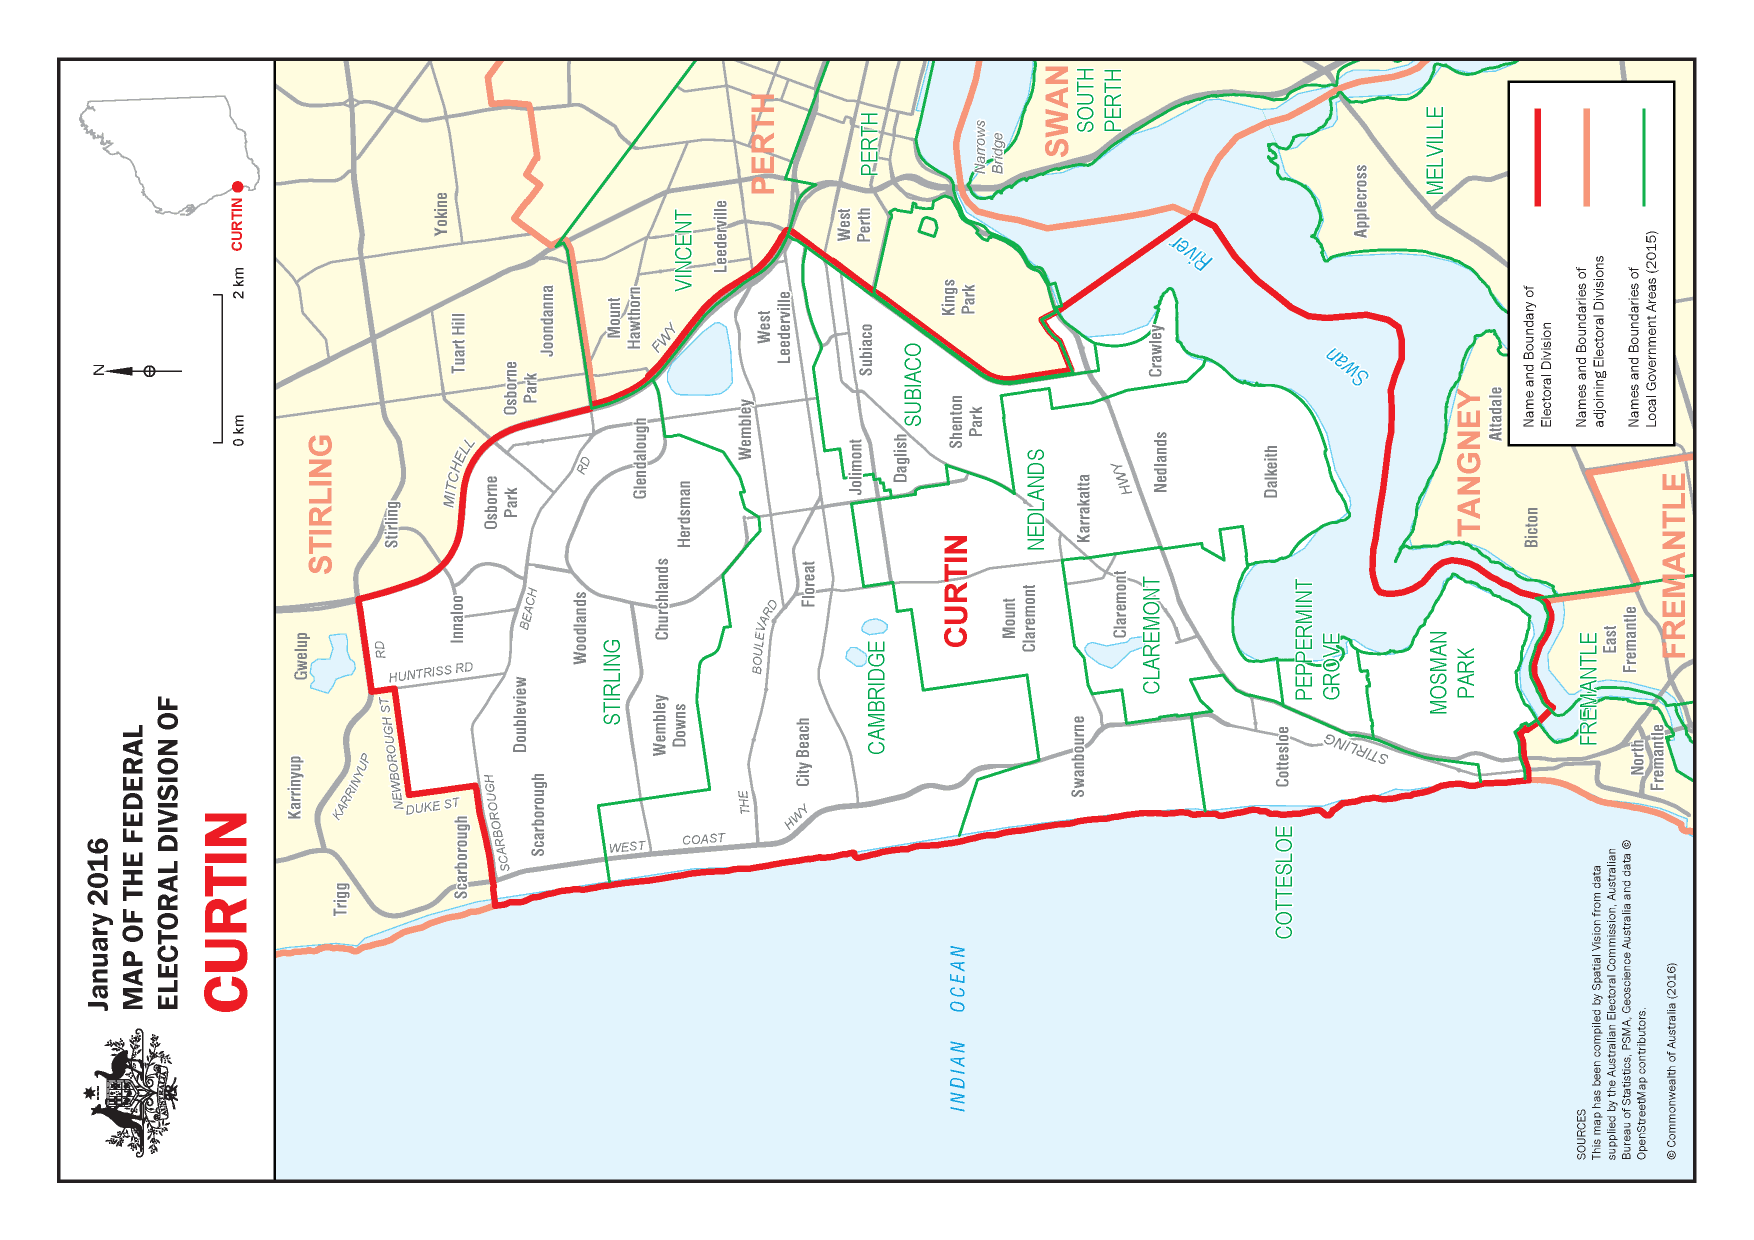 January 2016
MAP OF THE FEDERAL
ELECTORAL DIVISION OF
CURTIN
0 km
2 km
N
CURTIN
Trigg
Karrinyup
Gwelup
STIRLING
KARRINYUP
RD
Stirling
MITCHELL
Yokine
Tuart Hill
Joondanna
Osborne
Park
NEWBOROUGH ST
HUNTRISS RD
DUKE ST
Scarborough
SCARBOROUGH
BEACH
RD
Innaloo
Osborne
Park
Scarborough
Doubleview
Woodlands
Mount
Hawthorn
FWY
VINCENT
Leederville
PERTH
STIRLING
Wembley
Downs
Churchlands
Herdsman
Glendalough
Wembley
West
Leederville
WEST
COAST
HWY
THE
BOULEVARD
City Beach
Floreat
CAMBRIDGE
Jolimont
Daglish
Subiaco
SUBIACO
West
Perth
PERTH
Kings
Park
Narrows
Bridge
SWAN
SOUTH
PERTH
CURTIN
Shenton
Park
INDIAN OCEAN
Mount
Claremont
NEDLANDS
Karrakatta
HWY
Nedlands
Crawley
Swanbourne
Claremont
CLAREMONT
Dalkeith
River
Swan
COTTESLOE
Cottesloe
STIRLING
PEPPERMINT
GROVE
MOSMAN
PARK
Applecross
MELVILLE
TANGNEY
Attadale
Bicton
FREMANTLE
East
Fremantle
North
Fremantle
FREMANTLE
Name and Boundary of
Electoral Division
Names and Boundaries of
adjoining Electoral Divisions
Names and Boundaries of
Local Government Areas (2015)
SOURCES
This map has been compiled by Spatial Vision from data
supplied by the Australian Electoral Commission, Australian
Bureau of Statistics, PSMA, Geoscience Australia and data ©
OpenStreetMap contributors.
© Commonwealth of Australia (2016)